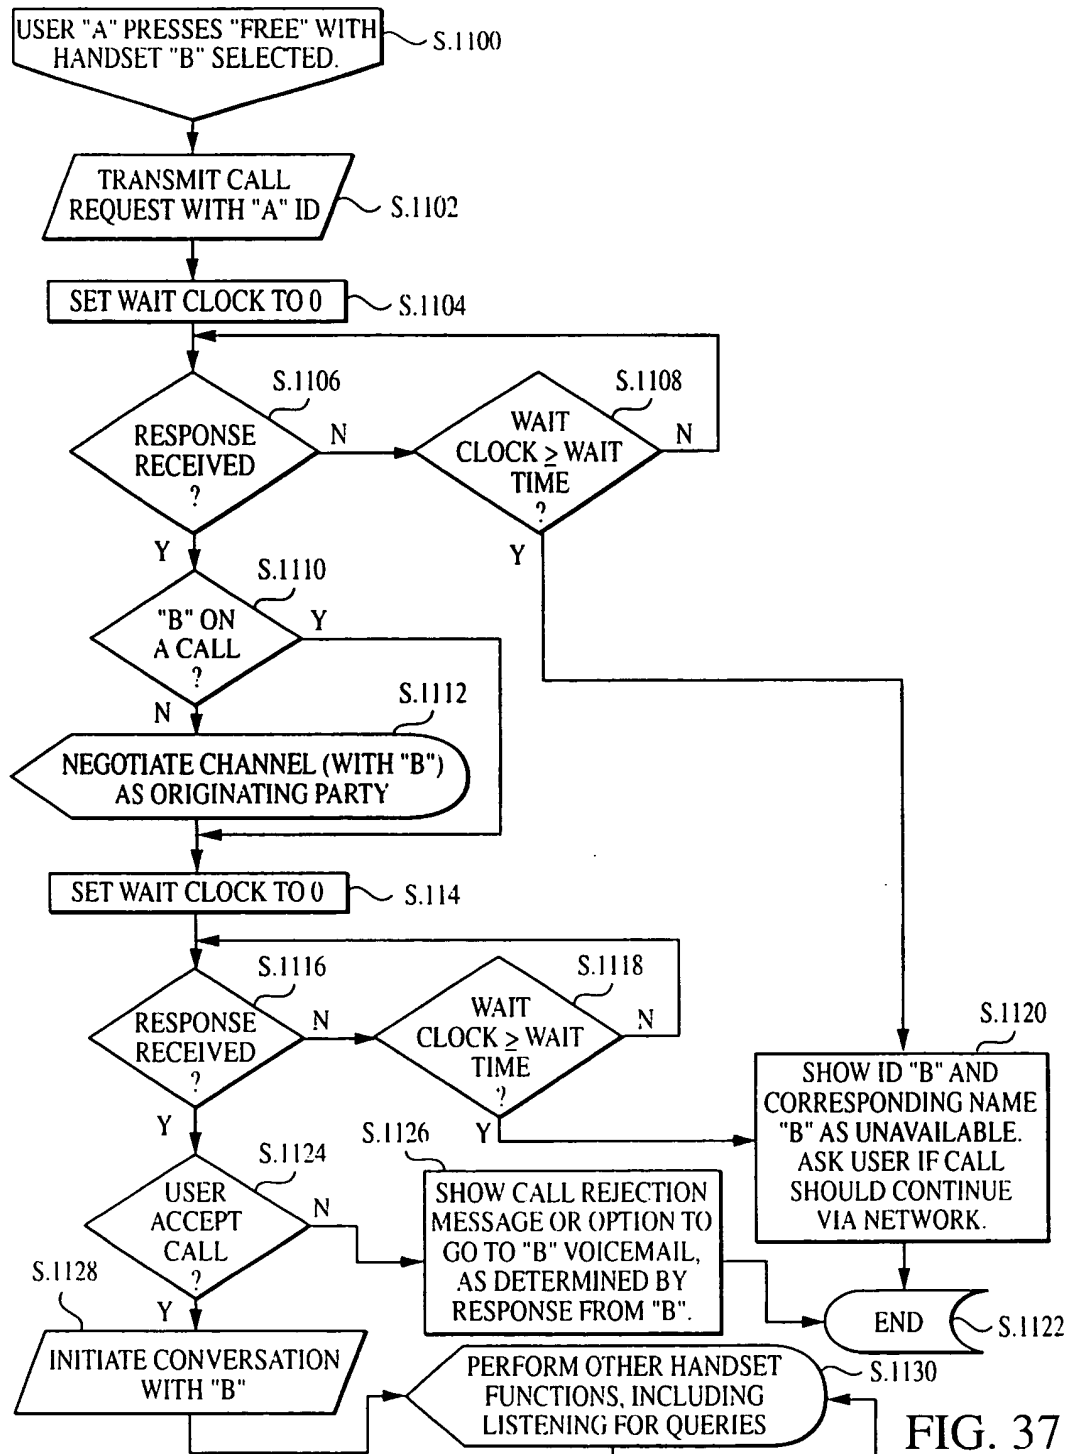 USER "A" PRESSES "FREE" WITH
HANDSET "B" SELECTED.
S.1100
TRANSMIT CALL
REQUEST WITH "A" ID
S.1102
SET WAIT CLOCK TO 0
S.1104
S.1106
RESPONSE
RECEIVED
?
N
Y
S.1108
WAIT
CLOCK ≥ WAIT
TIME
?
N
Y
S.1110
"B" ON
A CALL
?
Y
N
S.1112
NEGOTIATE CHANNEL (WITH "B")
AS ORIGINATING PARTY
SET WAIT CLOCK TO 0
S.114
S.1116
RESPONSE
RECEIVED
?
N
Y
S.1118
WAIT
CLOCK ≥ WAIT
TIME
?
N
Y
S.1120
SHOW ID "B" AND
CORRESPONDING NAME
"B" AS UNAVAILABLE.
ASK USER IF CALL
SHOULD CONTINUE
VIA NETWORK.
S.1124
USER
ACCEPT
CALL
?
N
Y
S.1126
SHOW CALL REJECTION
MESSAGE OR OPTION TO
GO TO "B" VOICEMAIL,
AS DETERMINED BY
RESPONSE FROM "B".
END
S.1122
S.1128
INITIATE CONVERSATION
WITH "B"
PERFORM OTHER HANDSET
FUNCTIONS, INCLUDING
LISTENING FOR QUERIES
S.1130
FIG. 37